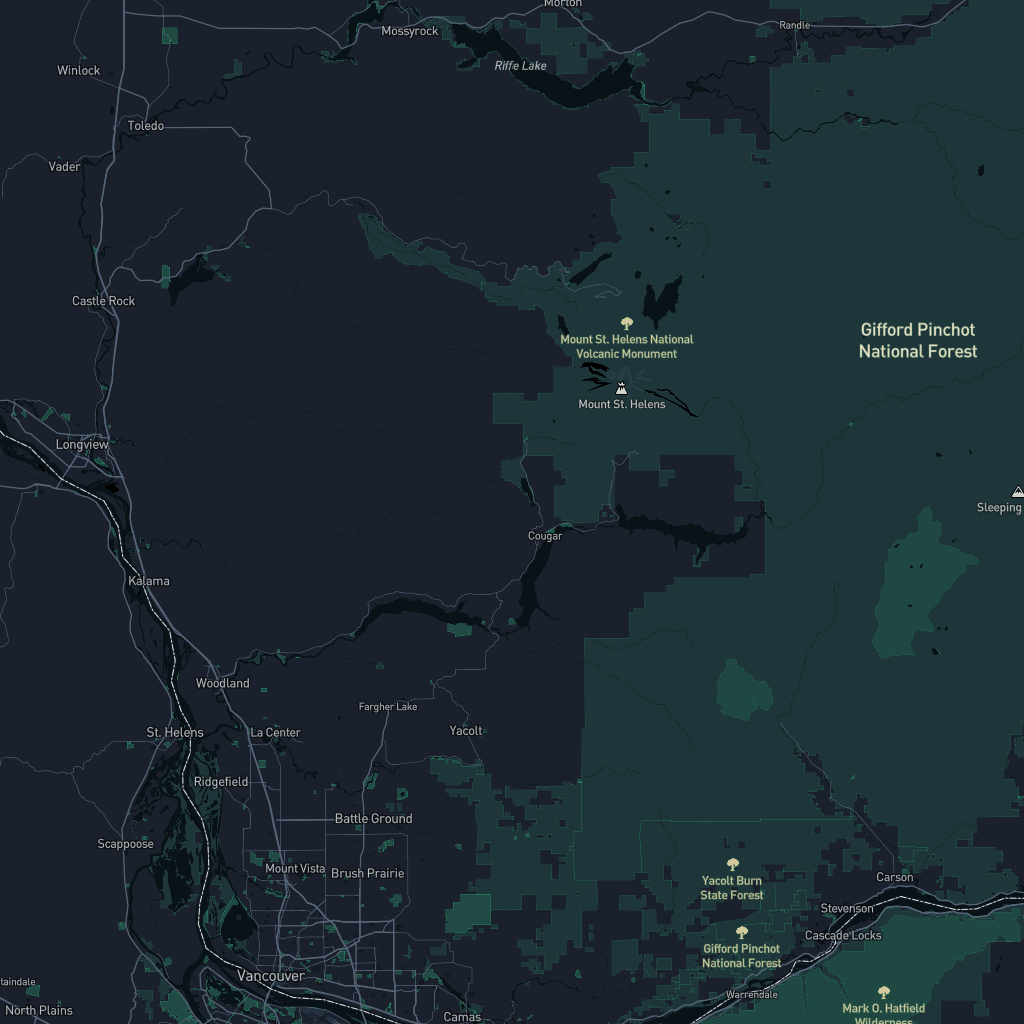 Morton
Mossyrock
Randle
Winlock
Riffe Lake
Toledo
Vader
Castle Rock
Gifford Pinchot
National Forest
Mount St. Helens National
Volcanic Monument
Mount St. Helens
Longview
Sleeping
Cougar
Kalama
Woodland
Fargher Lake
St. Helens
La Center
Yacolt
Ridgefield
Battle Ground
Scappoose
Mount Vista
Brush Prairie
Yacolt Burn
State Forest
Carson
Stevenson
Cascade Locks
Gifford Pinchot
National Forest
Vancouver
taindale
Warrendale
North Plains
Camas
Mark O. Hatfield
Wilderness